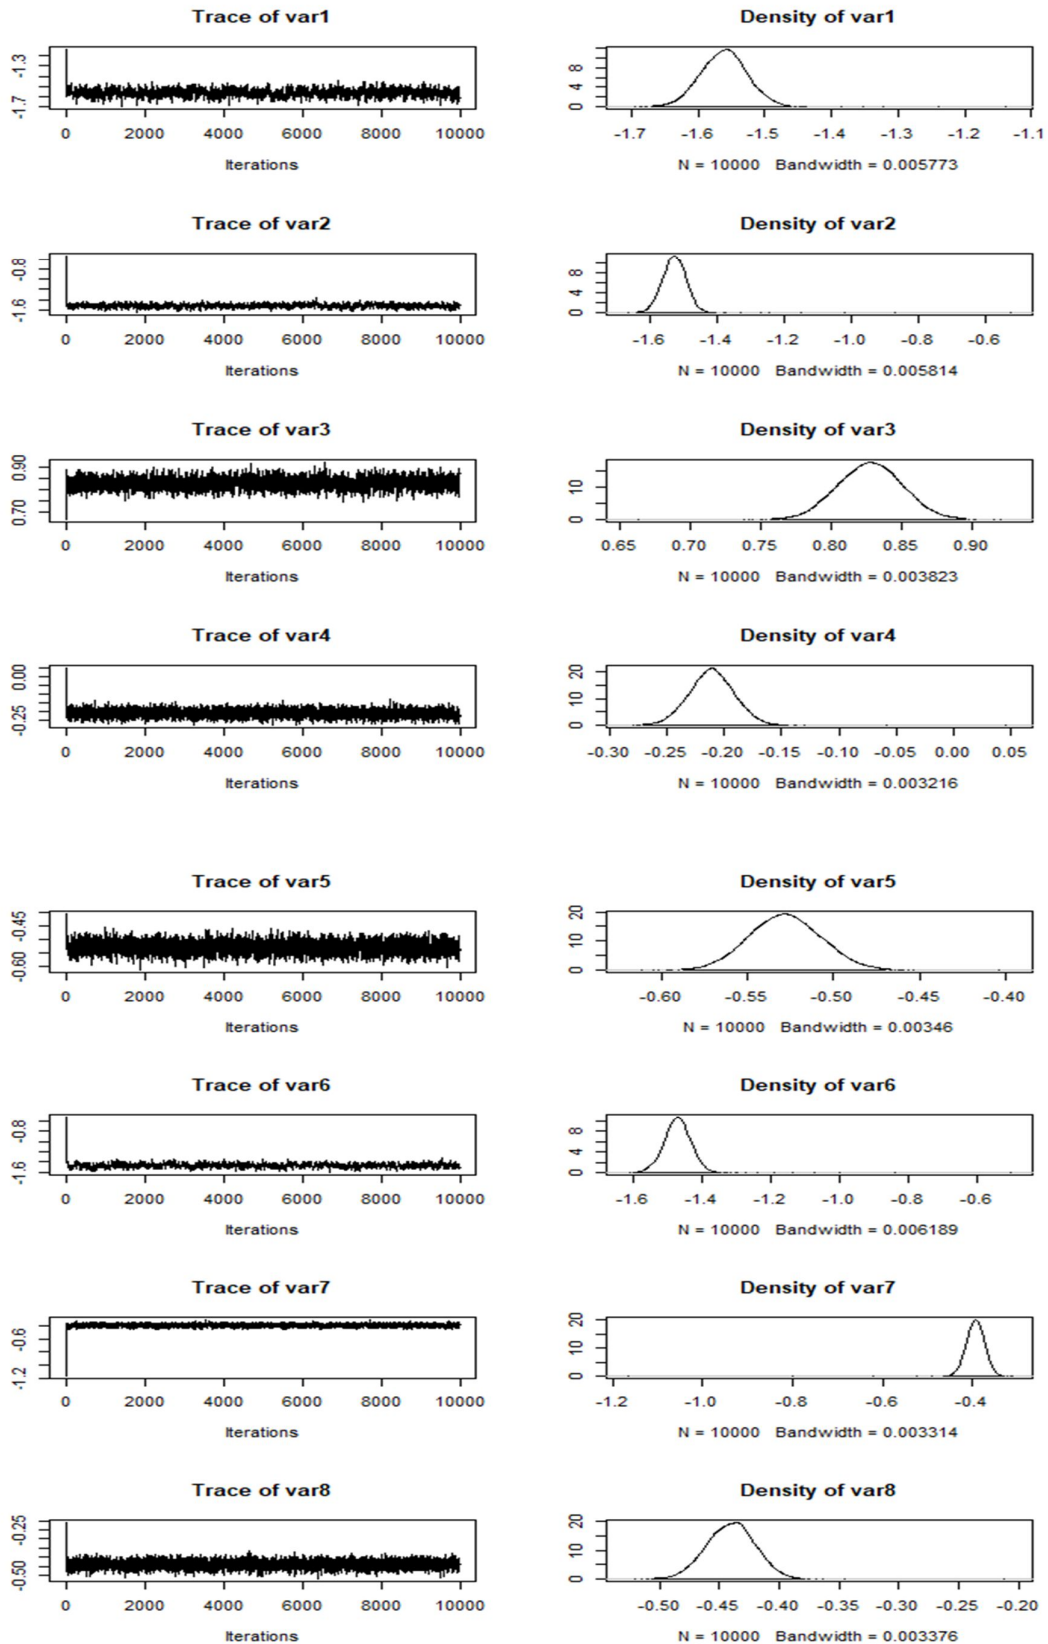 Trace of var1
-1.3
-1.7
0 2000 4000 6000 8000 10000
Iterations
Density of var1
8
4
0
-1.7 -1.6 -1.5 -1.4 -1.3 -1.2 -1.1
N = 10000 Bandwidth = 0.005773
Trace of var2
-0.8
-1.6
0 2000 4000 6000 8000 10000
Iterations
Density of var2
8
4
0
-1.6 -1.4 -1.2 -1.0 -0.8 -0.6
N = 10000 Bandwidth = 0.005814
Trace of var3
0.90
0.70
0 2000 4000 6000 8000 10000
Iterations
Density of var3
10
0
0.65 0.70 0.75 0.80 0.85 0.90
N = 10000 Bandwidth = 0.003823
Trace of var4
0.00
-0.25
0 2000 4000 6000 8000 10000
Iterations
Density of var4
20
10
0
-0.30 -0.25 -0.20 -0.15 -0.10 -0.05 0.00 0.05
N = 10000 Bandwidth = 0.003216
Trace of var5
-0.45
-0.60
0 2000 4000 6000 8000 10000
Iterations
Density of var5
20
10
0
-0.60 -0.55 -0.50 -0.45 -0.40
N = 10000 Bandwidth = 0.00346
Trace of var6
-0.8
-1.6
0 2000 4000 6000 8000 10000
Iterations
Density of var6
8
4
0
-1.6 -1.4 -1.2 -1.0 -0.8 -0.6
N = 10000 Bandwidth = 0.006189
Trace of var7
-0.6
-1.2
0 2000 4000 6000 8000 10000
Iterations
Density of var7
20
10
0
-1.2 -1.0 -0.8 -0.6 -0.4
N = 10000 Bandwidth = 0.003314
Trace of var8
-0.25
-0.50
0 2000 4000 6000 8000 10000
Iterations
Density of var8
20
10
0
-0.50 -0.45 -0.40 -0.35 -0.30 -0.25 -0.20
N = 10000 Bandwidth = 0.003376